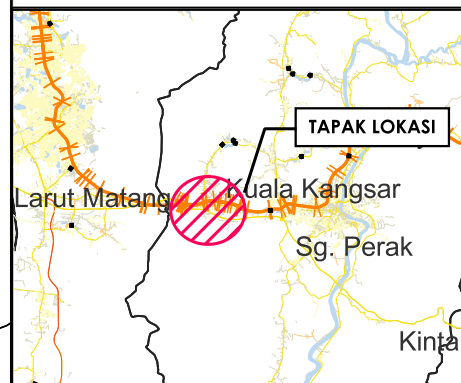 TAPAK LOKASI
Larut Matang
Kuala Kangsar
Sg. Perak
Kinta